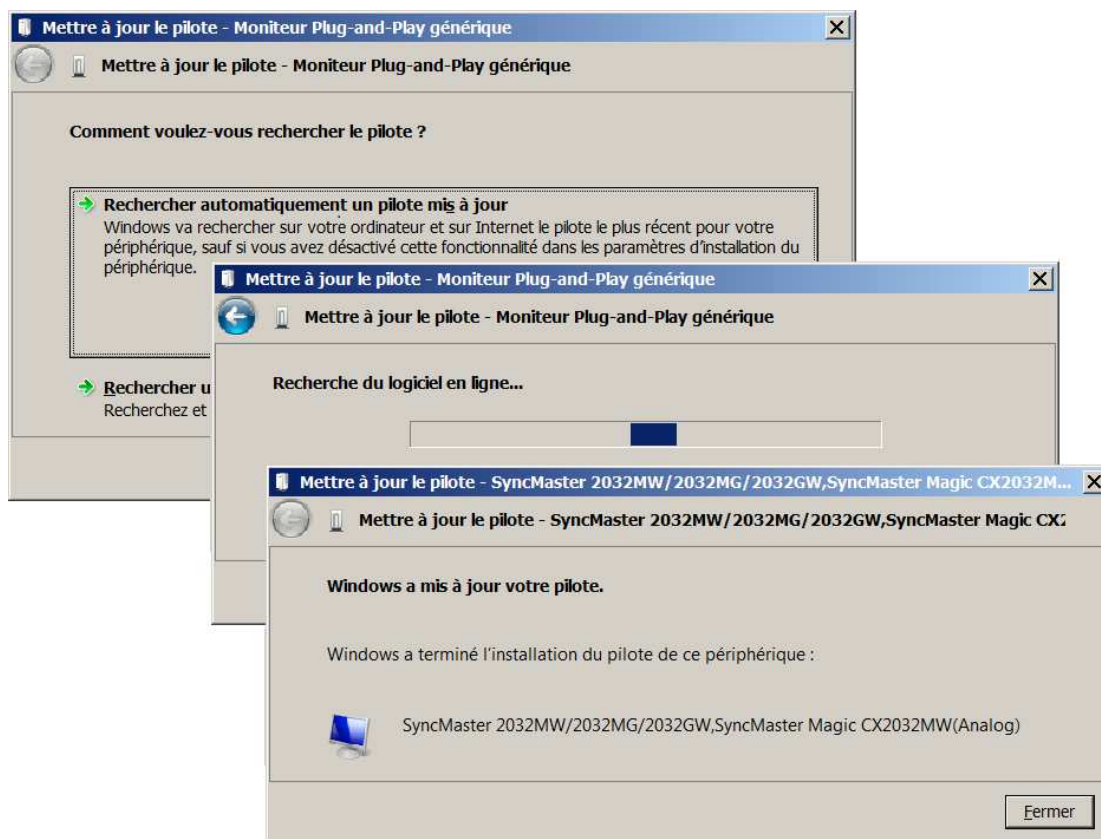 Mettre à jour le pilote - Moniteur Plug-and-Play générique
Mettre à jour le pilote - Moniteur Plug-and-Play générique
Comment voulez-vous rechercher le pilote ?
Rechercher automatiquement un pilote mis à jour
Windows va rechercher sur votre ordinateur et sur Internet le pilote le plus récent pour votre
périphérique, sauf si vous avez désactivé cette fonctionnalité dans les paramètres d'installation du
périphérique.
Rechercher u
Recherchez et
Mettre à jour le pilote - Moniteur Plug-and-Play générique
Mettre à jour le pilote - Moniteur Plug-and-Play générique
Recherche du logiciel en ligne...
Mettre à jour le pilote - SyncMaster 2032MW/2032MG/2032GW,SyncMaster Magic CX2032M...
Mettre à jour le pilote - SyncMaster 2032MW/2032MG/2032GW,SyncMaster Magic CX2
Windows a mis à jour votre pilote.
Windows a terminé l'installation du pilote de ce périphérique :
SyncMaster 2032MW/2032MG/2032GW,SyncMaster Magic CX2032MW(Analog)
Fermer